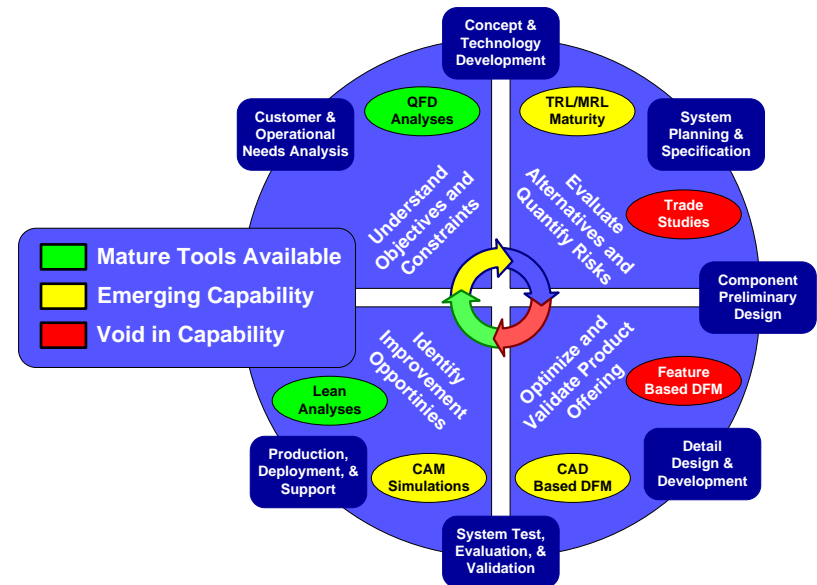 Concept &
Technology
Development
QFD
Analyses
TRL/MRL
Maturity
Customer &
Operational
Needs Analysis
System
Planning &
Specification
Understand
Objectives and
Constraints
Evaluate
Alternatives and
Quantify Risks
Trade
Studies
Mature Tools Available
Emerging Capability
Void in Capability
Component
Preliminary
Design
Identify
Improvement
Opportinies
Optimize and
Validate Product
Offering
Feature
Based DFM
Lean
Analyses
Production,
Deployment, &
Support
CAM
Simulations
CAD
Based DFM
Detail
Design &
Development
System Test,
Evaluation, &
Validation